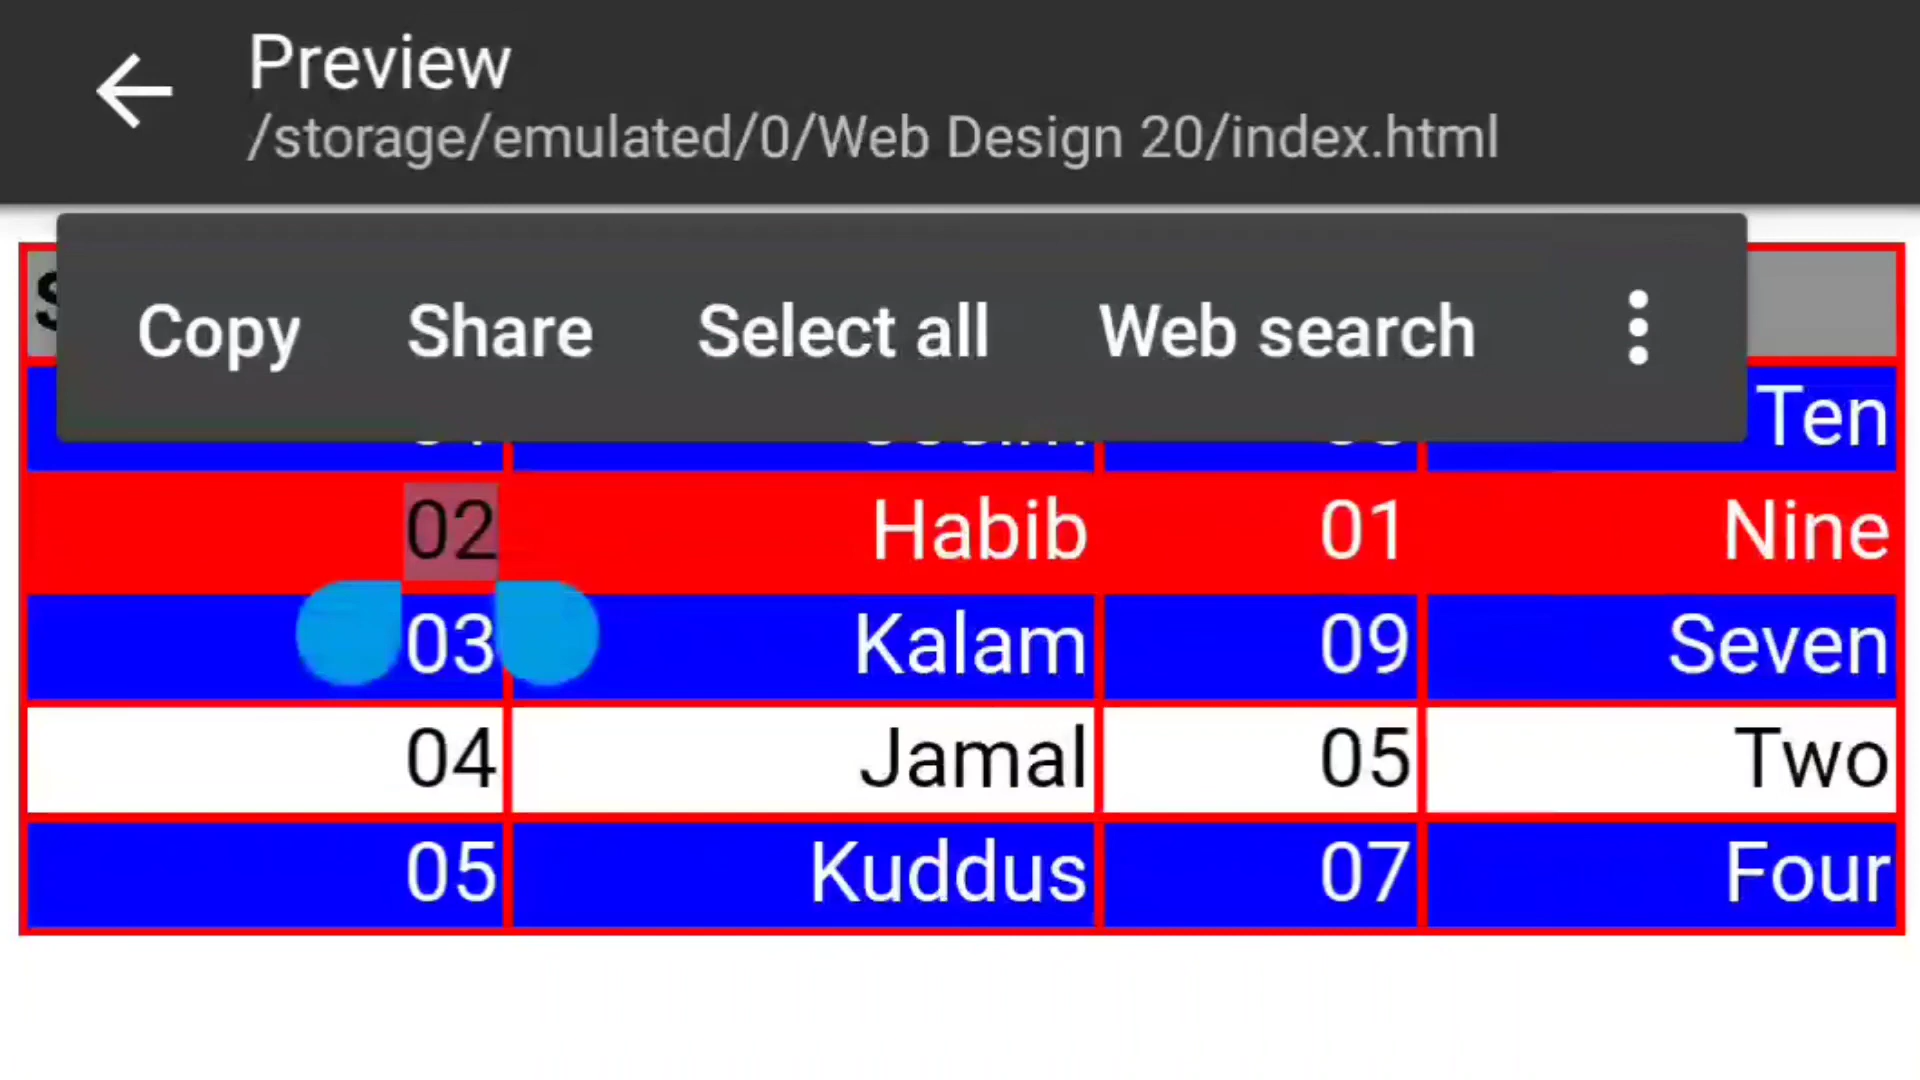 Preview
/storage/emulated/0/Web Design 20/index.html
Copy Share Select all Web search
Ten
02 Habib 01 Nine
03 Kalam 09 Seven
04 Jamal 05 Two
05 Kuddus 07 Four